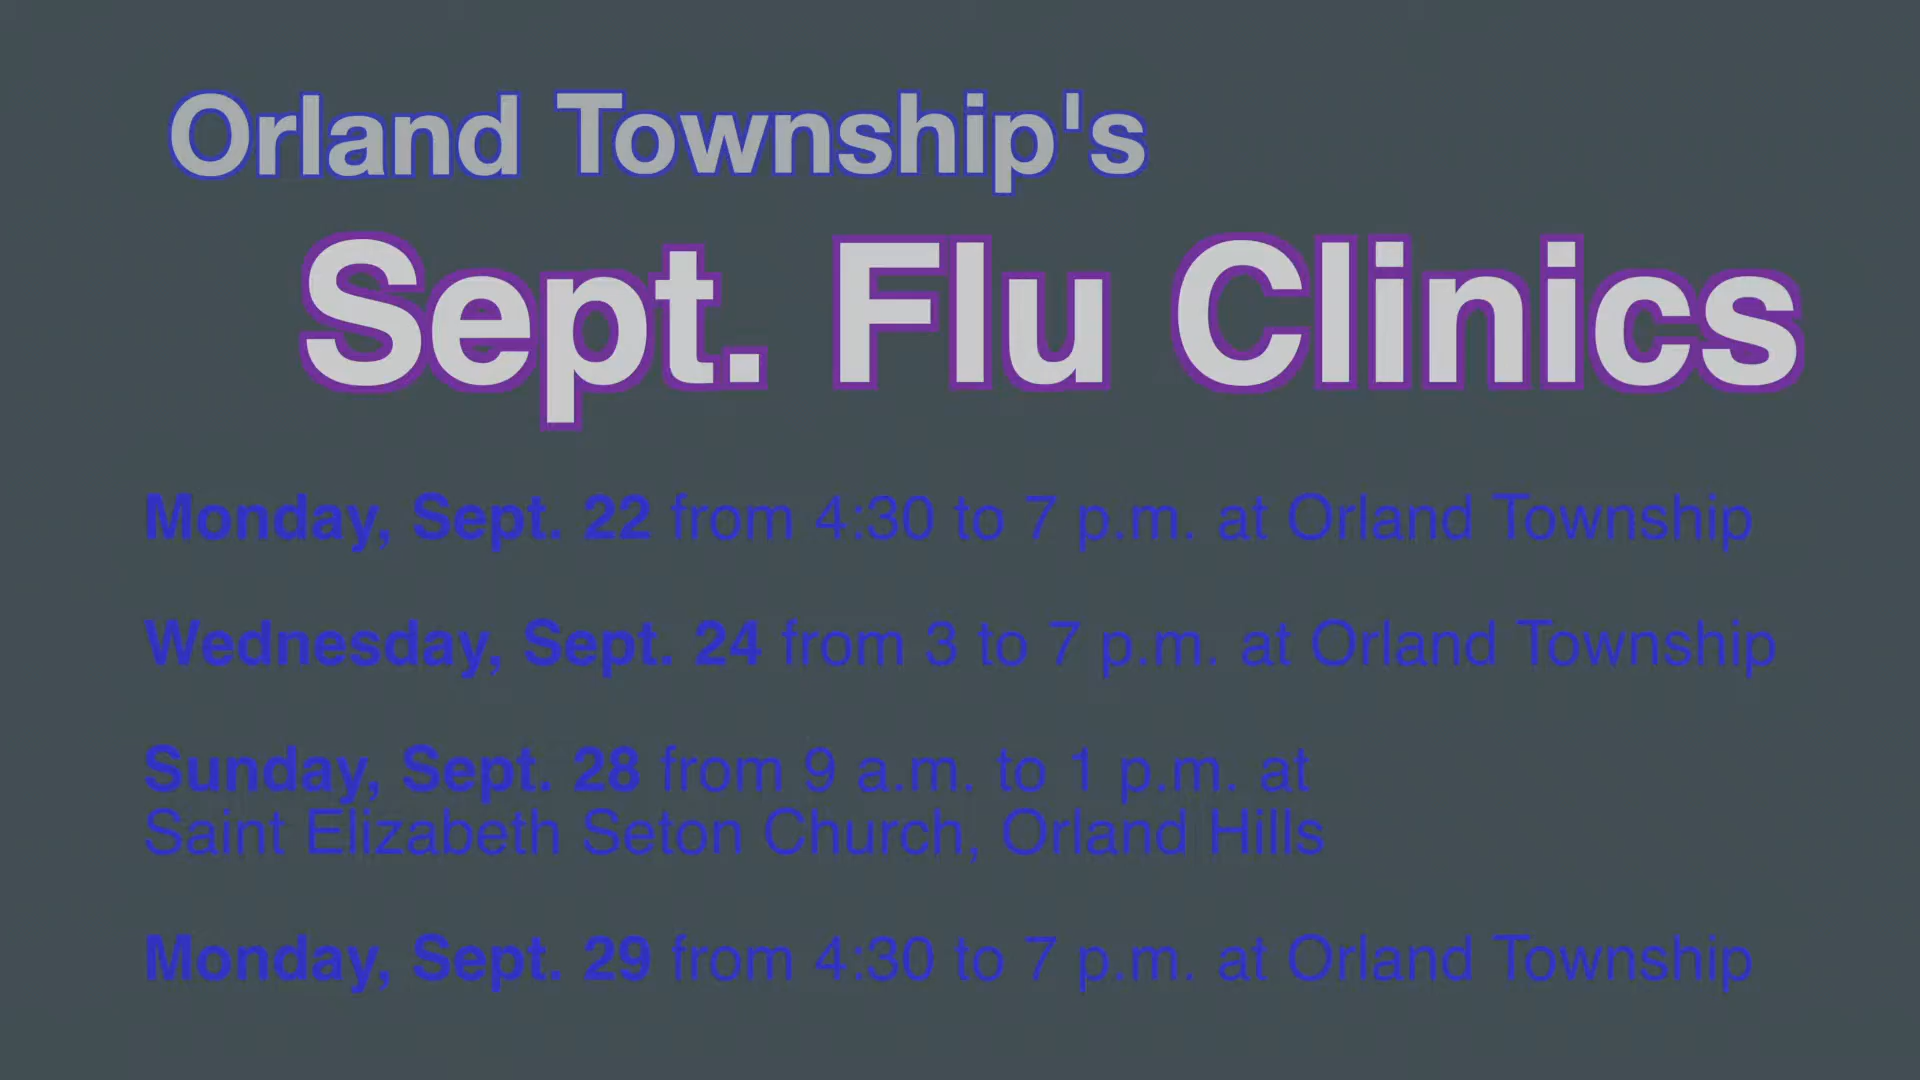 Orland Township's
Sept. Flu Clinics
Monday, Sept. 22 from 4:30 to 7 p.m. at Orland Township
Wednesday, Sept. 24 from 3 to 7 p.m. at Orland Township
Sunday, Sept. 28 from 9 a.m. to 1 p.m. at
Saint Elizabeth Seton Church, Orland Hills
Monday, Sept. 29 from 4:30 to 7 p.m. at Orland Township